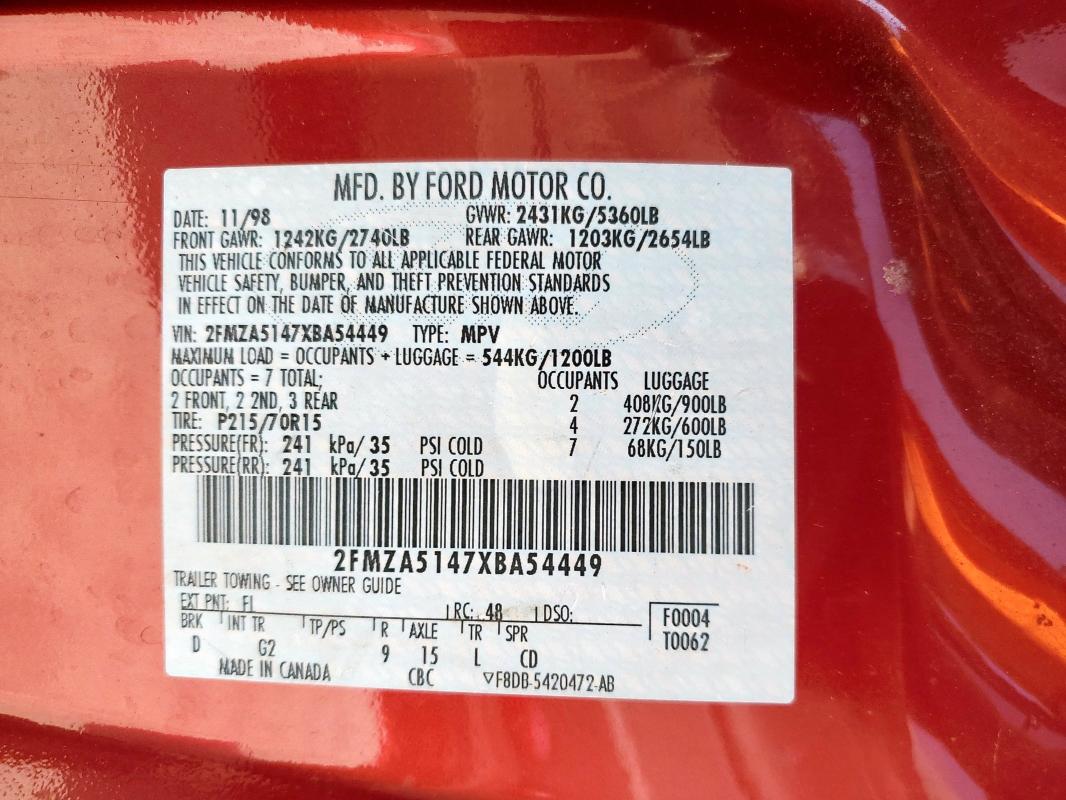 MFD. BY FORD MOTOR CO.
DATE: 11/98 GVWR: 2431KG/5360LB
FRONT GAWR: 1242KG/2740LB REAR GAWR: 1203KG/2654LB
THIS VEHICLE CONFORMS TO ALL APPLICABLE FEDERAL MOTOR
VEHICLE SAFETY, BUMPER, AND THEFT PREVENTION STANDARDS
IN EFFECT ON THE DATE OF MANUFACTURE SHOWN ABOVE.
VIN: 2FMZA5147XBA54449 TYPE: MPV
MAXIMUM LOAD = OCCUPANTS + LUGGAGE = 544KG/1200LB
OCCUPANTS = 7 TOTAL; OCCUPANTS LUGGAGE
2 FRONT, 2 2ND, 3 REAR 2 408KG/900LB
TIRE: P215/70R15 4 272KG/600LB
PRESSURE(FR): 241 kPa/ 35 PSI COLD 7 68KG/150LB
PRESSURE(RR): 241 kPa/ 35 PSI COLD
2FMZA5147XBA54449
TRAILER TOWING - SEE OWNER GUIDE
EXT PNT: FL RC: 48 DSO: F0004
BRK INT TR TP/PS R AXLE TR SPR T0062
D G2 9 15 L CD
MADE IN CANADA CBC ▽F8DB-5420472-AB